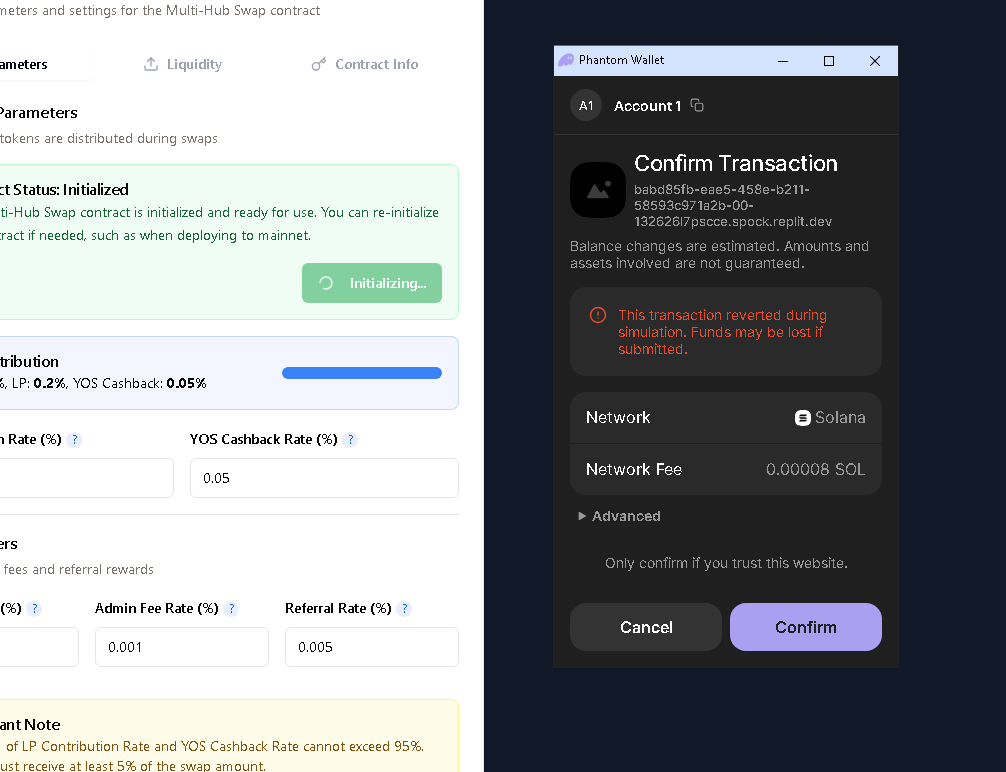 meters and settings for the Multi-Hub Swap contract
ameters
Liquidity
Contract Info
Parameters
tokens are distributed during swaps
ct Status: Initialized
ti-Hub Swap contract is initialized and ready for use. You can re-initialize
tract if needed, such as when deploying to mainnet.
Initializing...
tribution
%, LP: 0.2%, YOS Cashback: 0.05%
n Rate (%) ?
YOS Cashback Rate (%) ?
0.05
ers
fees and referral rewards
(%) ?
Admin Fee Rate (%) ?
Referral Rate (%) ?
0.001
0.005
ant Note
of LP Contribution Rate and YOS Cashback Rate cannot exceed 95%.
ust receive at least 5% of the swap amount.
Phantom Wallet
A1
Account 1
Confirm Transaction
babd85fb-eae5-458e-b211-
58593c971a2b-00-
132626l7pscce.spock.replit.dev
Balance changes are estimated. Amounts and
assets involved are not guaranteed.
This transaction reverted during
simulation. Funds may be lost if
submitted.
Network
Solana
Network Fee
0.00008 SOL
Advanced
Only confirm if you trust this website.
Cancel
Confirm